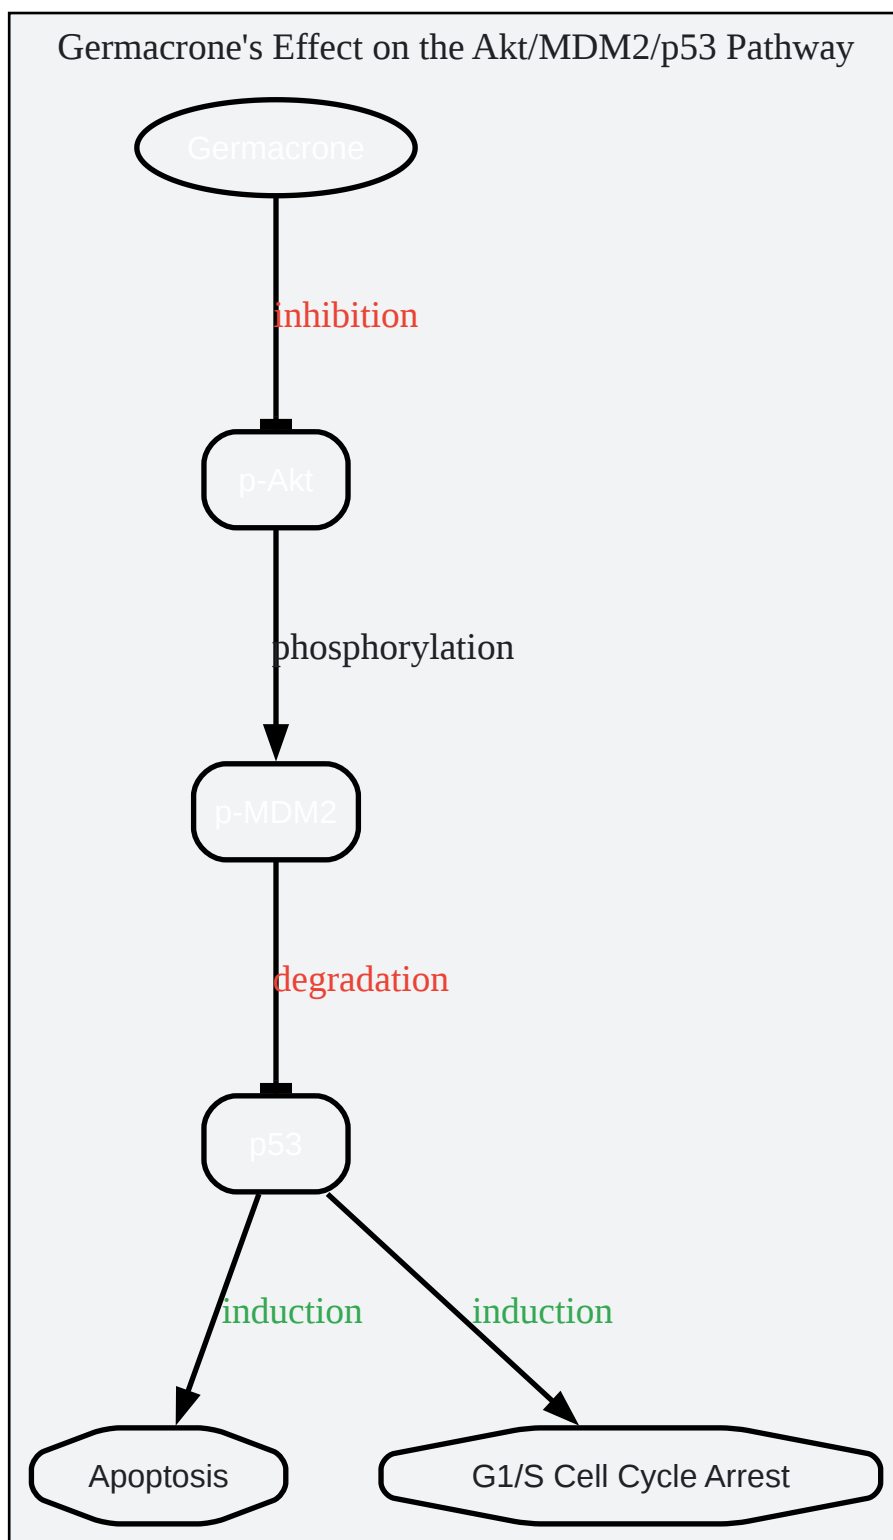 Germacrone's Effect on the Akt/MDM2/p53 Pathway
Germacrone
inhibition
p-Akt
phosphorylation
p-MDM2
degradation
p53
induction
induction
Apoptosis
G1/S Cell Cycle Arrest